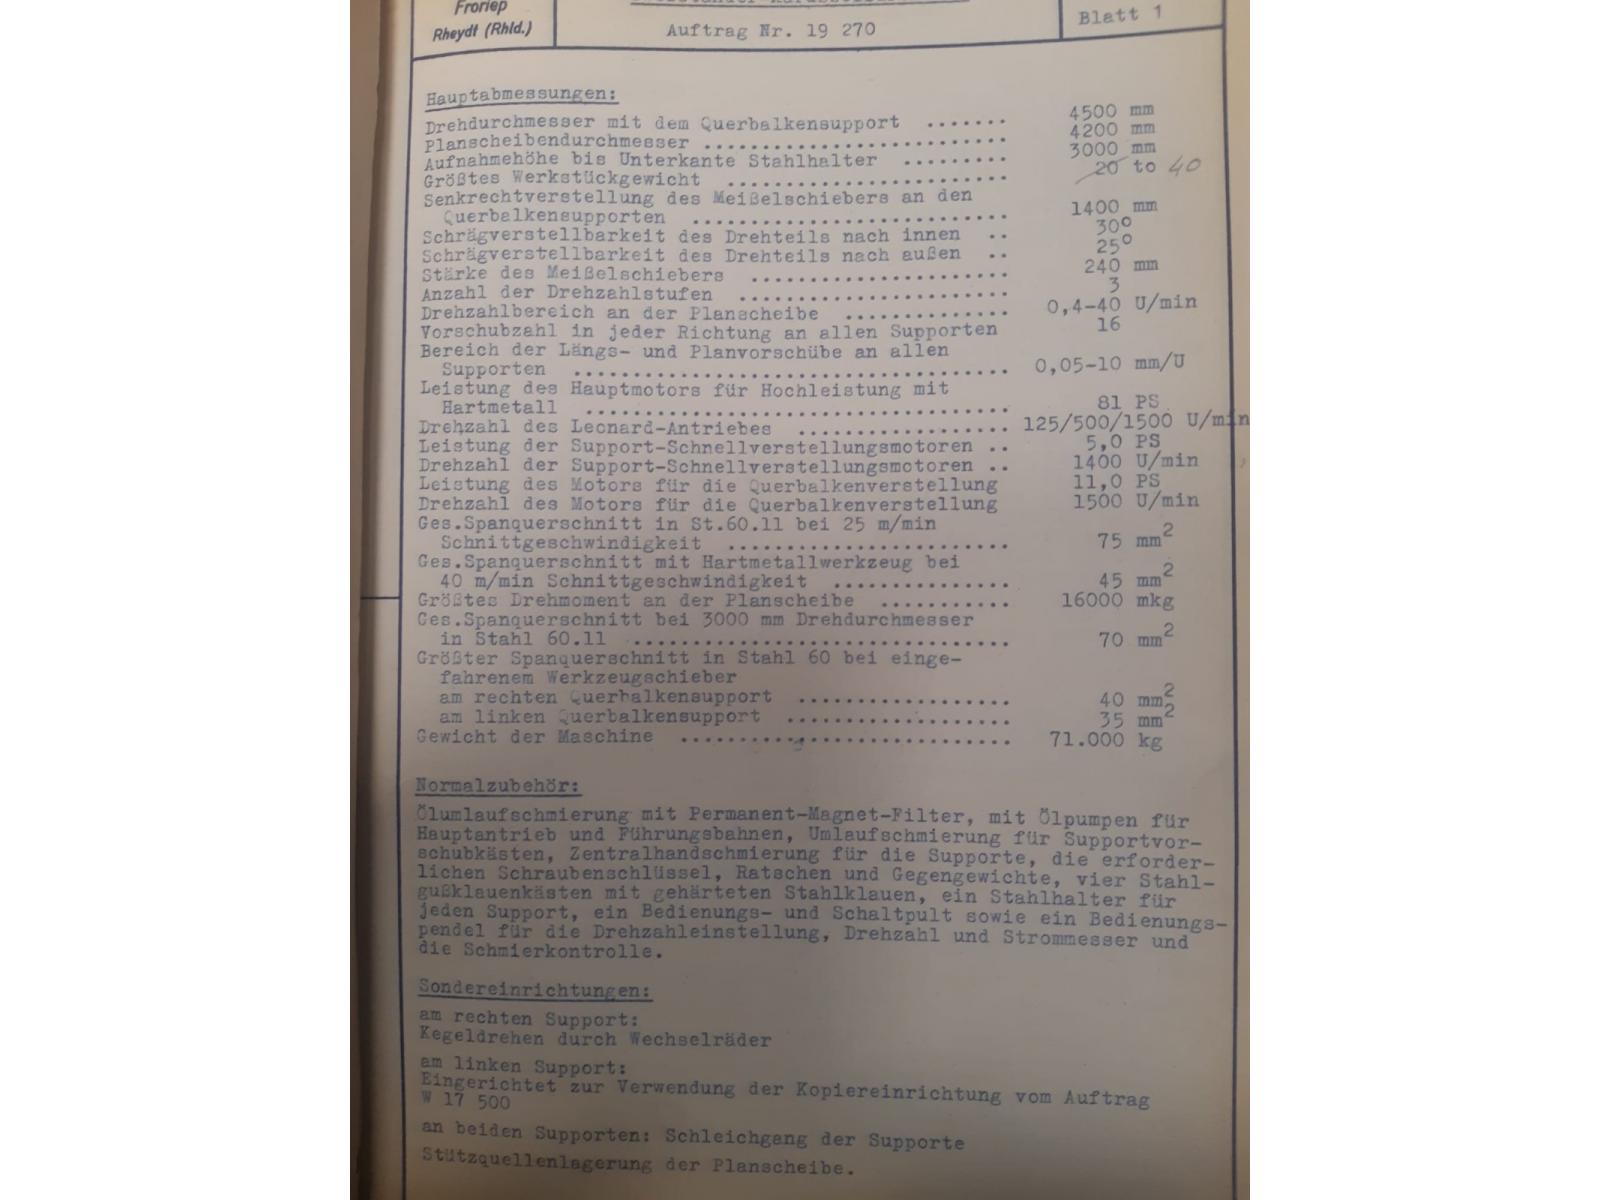 Froriep
Rheydt (Rhld.)
Auftrag Nr. 19 270
Blatt 1
Hauptabmessungen:
Drehdurchmesser mit dem Querbalkensupport ....... 4500 mm
Planscheibendurchmesser .......................... 4200 mm
Aufnahmehöhe bis Unterkante Stahlhalter ......... 3000 mm
Größtes Werkstückgewicht ........................ 20 to 40
Senkrechtverstellung des Meißelschiebers an den
Querbalkensupporten ........................... 1400 mm
Schrägverstellbarkeit des Drehteils nach innen .. 30°
Schrägverstellbarkeit des Drehteils nach außen .. 25°
Stärke des Meißelschiebers ...................... 240 mm
Anzahl der Drehzahlstufen ....................... 3
Drehzahlbereich an der Planscheibe .............. 0,4-40 U/min
Vorschubzahl in jeder Richtung an allen Supporten 16
Bereich der Längs- und Planvorschübe an allen
Supporten ..................................... 0,05-10 mm/U
Leistung des Hauptmotors für Hochleistung mit
Hartmetall .................................... 81 PS
Drehzahl des Leonard-Antriebes .................. 125/500/1500 U/min
Leistung der Support-Schnellverstellungsmotoren .. 5,0 PS
Drehzahl der Support-Schnellverstellungsmotoren .. 1400 U/min
Leistung des Motors für die Querbalkenverstellung 11,0 PS
Drehzahl des Motors für die Querbalkenverstellung 1500 U/min
Ges.Spanquerschnitt in St.60.11 bei 25 m/min
Schnittgeschwindigkeit ........................ 75 mm²
Ges.Spanquerschnitt mit Hartmetallwerkzeug bei
40 m/min Schnittgeschwindigkeit ............... 45 mm²
Größtes Drehmoment an der Planscheibe ........... 16000 mkg
Ges.Spanquerschnitt bei 3000 mm Drehdurchmesser
in Stahl 60.11 ................................ 70 mm²
Größter Spanquerschnitt in Stahl 60 bei einge-
fahrenem Werkzeugschieber
am rechten Querbalkensupport .................. 40 mm²
am linken Querbalkensupport ................... 35 mm²
Gewicht der Maschine ............................ 71.000 kg
Normalzubehör:
Ölumlaufschmierung mit Permanent-Magnet-Filter, mit Ölpumpen für
Hauptantrieb und Führungsbahnen, Umlaufschmierung für Supportvor-
schubkästen, Zentralhandschmierung für die Supporte, die erforder-
lichen Schraubenschlüssel, Ratschen und Gegengewichte, vier Stahl-
gußklauenkästen mit gehärteten Stahlklauen, ein Stahlhalter für
jeden Support, ein Bedienungs- und Schaltpult sowie ein Bedienungs-
pendel für die Drehzahleinstellung, Drehzahl und Strommesser und
die Schmierkontrolle.
Sondereinrichtungen:
am rechten Support:
Kegeldrehen durch Wechselräder
am linken Support:
Eingerichtet zur Verwendung der Kopiereinrichtung vom Auftrag
W 17 500
an beiden Supporten: Schleichgang der Supporte
Stützquellenlagerung der Planscheibe.